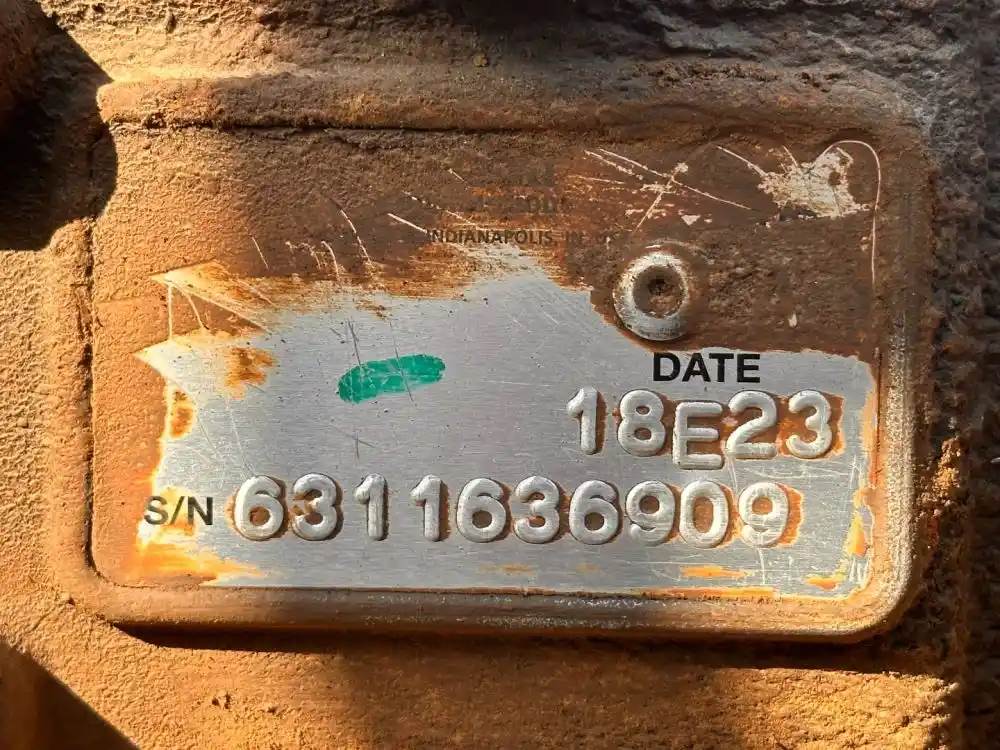 INDIANAPOLIS, IN
DATE
18E23
S/N 6311636909